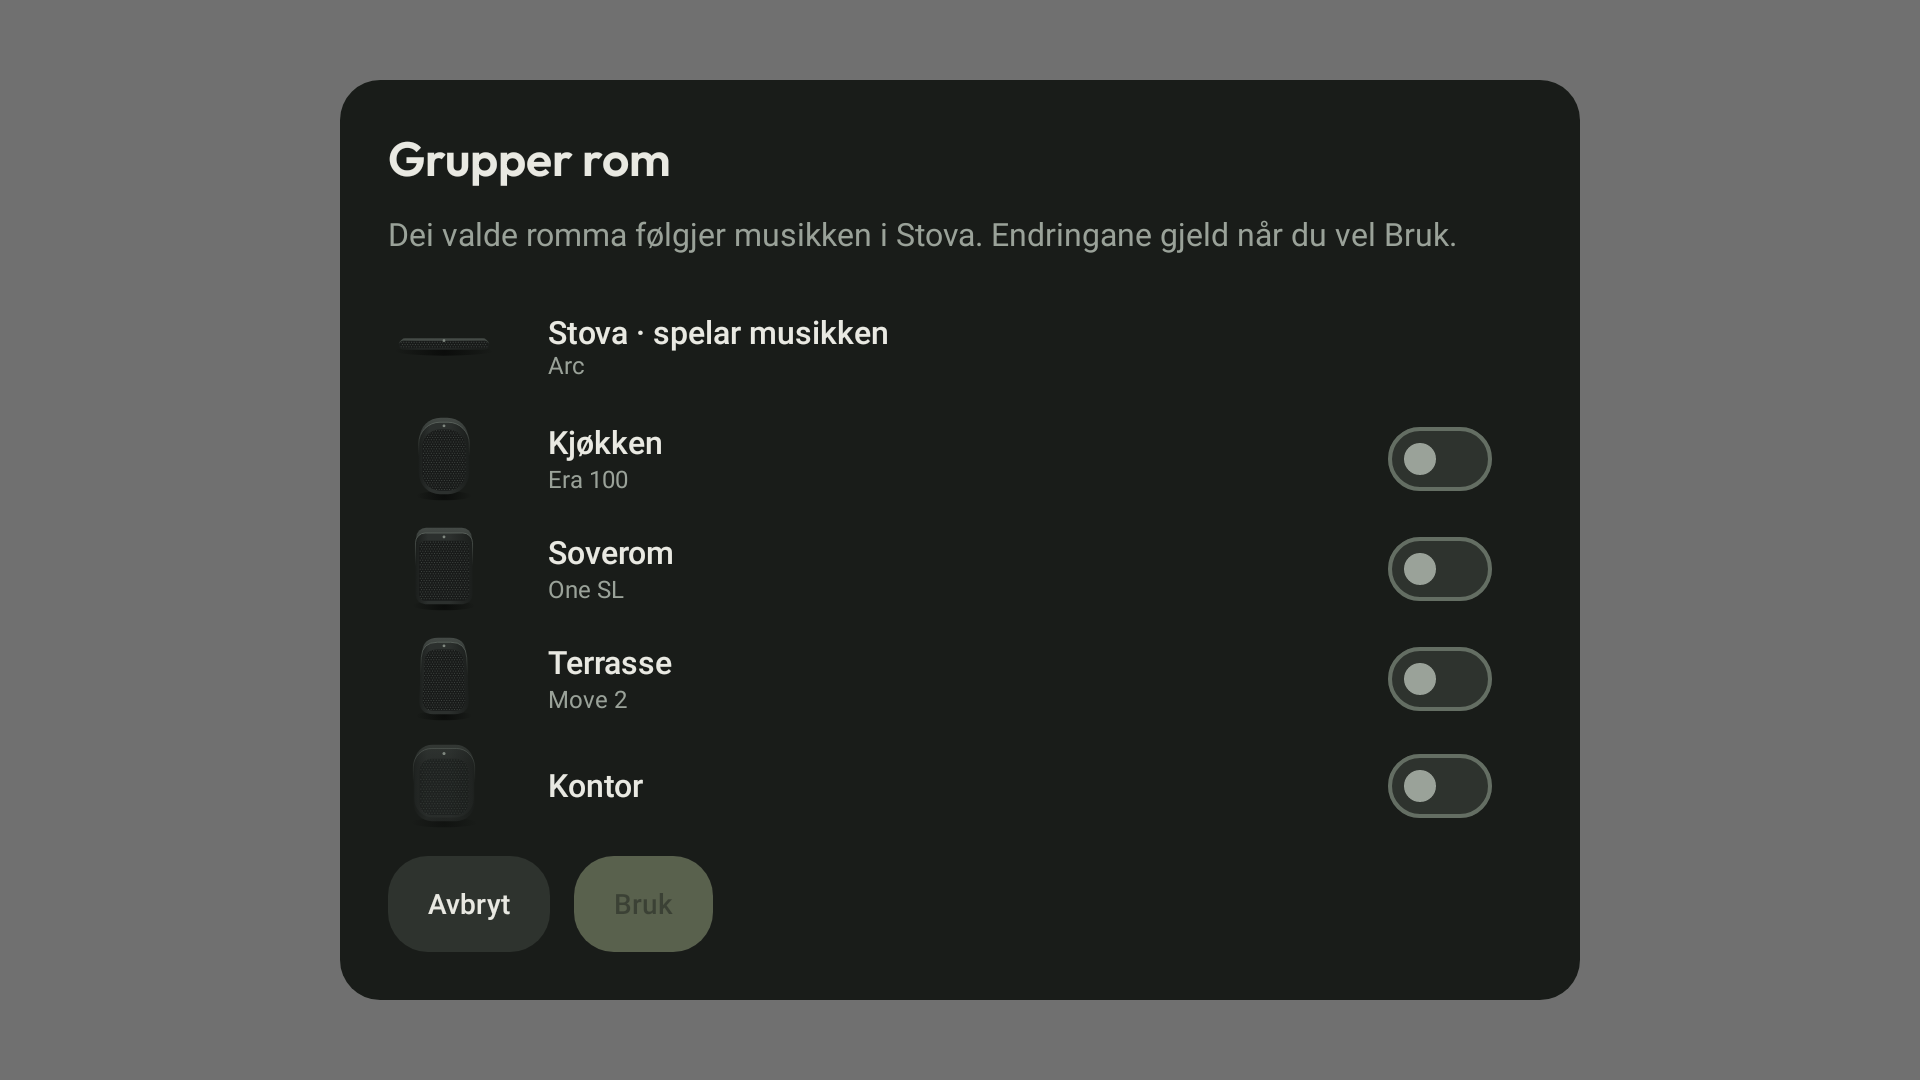 Grupper rom
Dei valde romma følgjer musikken i Stova. Endringane gjeld når du vel Bruk.
Stova · spelar musikken
Arc
Kjøkken
Era 100
Soverom
One SL
Terrasse
Move 2
Kontor
Avbryt
Bruk